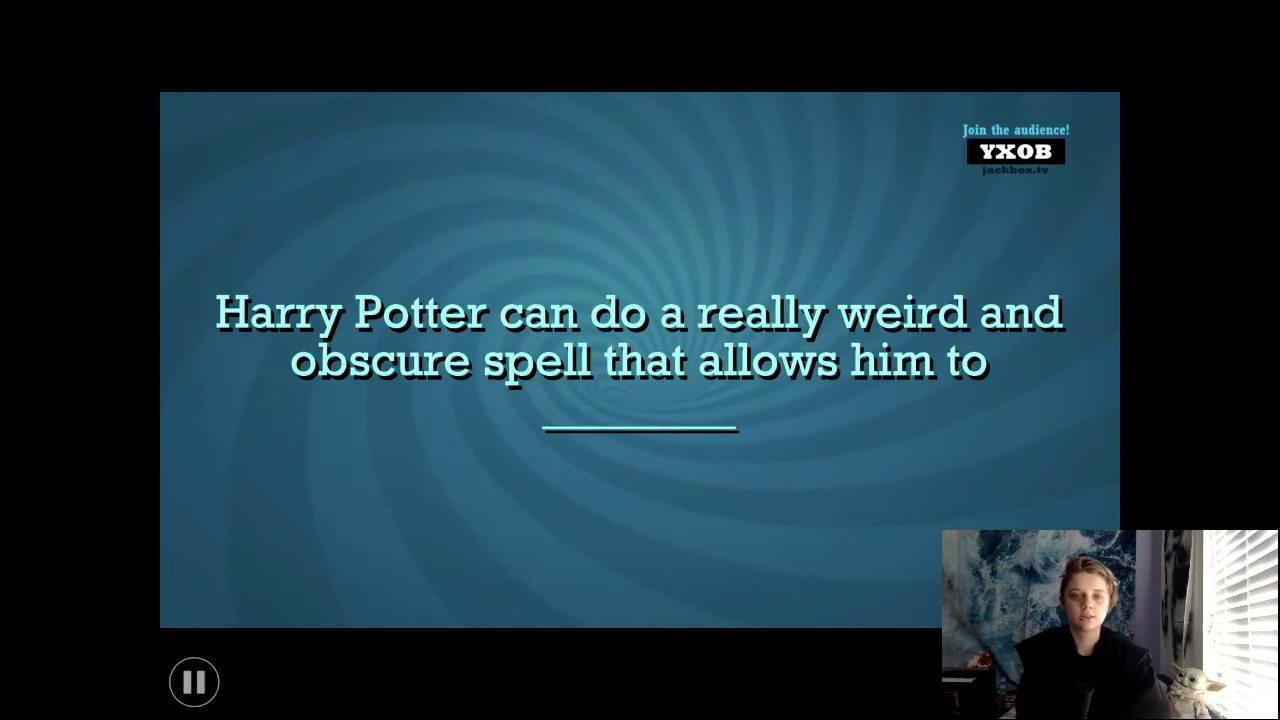 Join the audience!
YXOB
jackbox.tv
Harry Potter can do a really weird and
obscure spell that allows him to